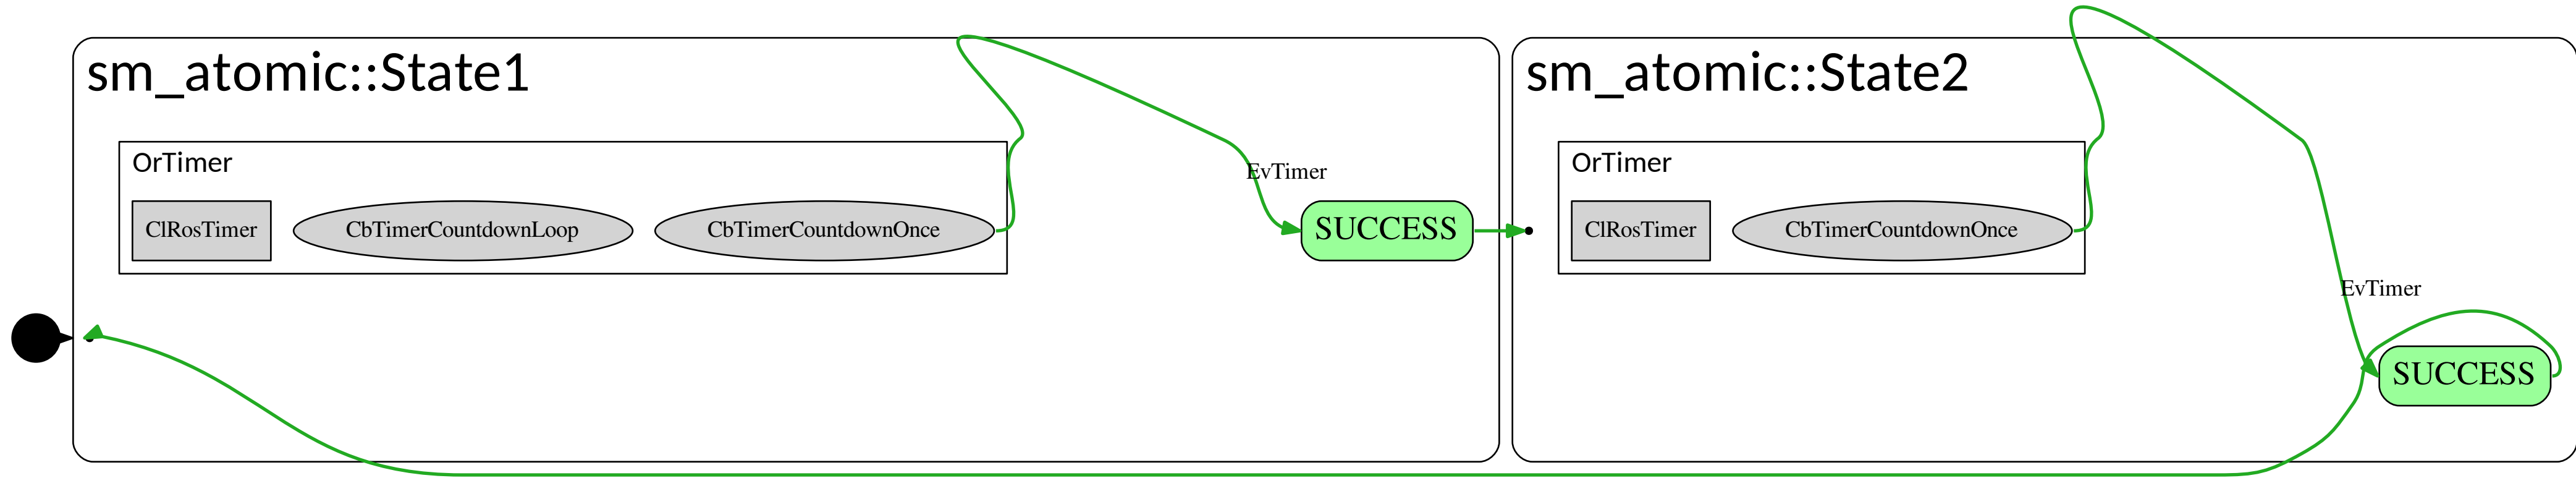 sm_atomic::State1
OrTimer
ClRosTimer
CbTimerCountdownLoop
CbTimerCountdownOnce
EvTimer
SUCCESS
sm_atomic::State2
OrTimer
ClRosTimer
CbTimerCountdownOnce
EvTimer
SUCCESS